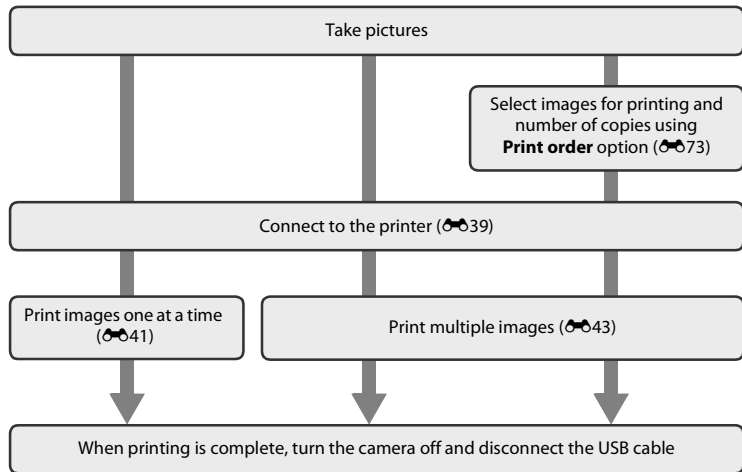 Take pictures
Select images for printing and
number of copies using
Print order option (73)
Connect to the printer (39)
Print images one at a time
(41)
Print multiple images (43)
When printing is complete, turn the camera off and disconnect the USB cable